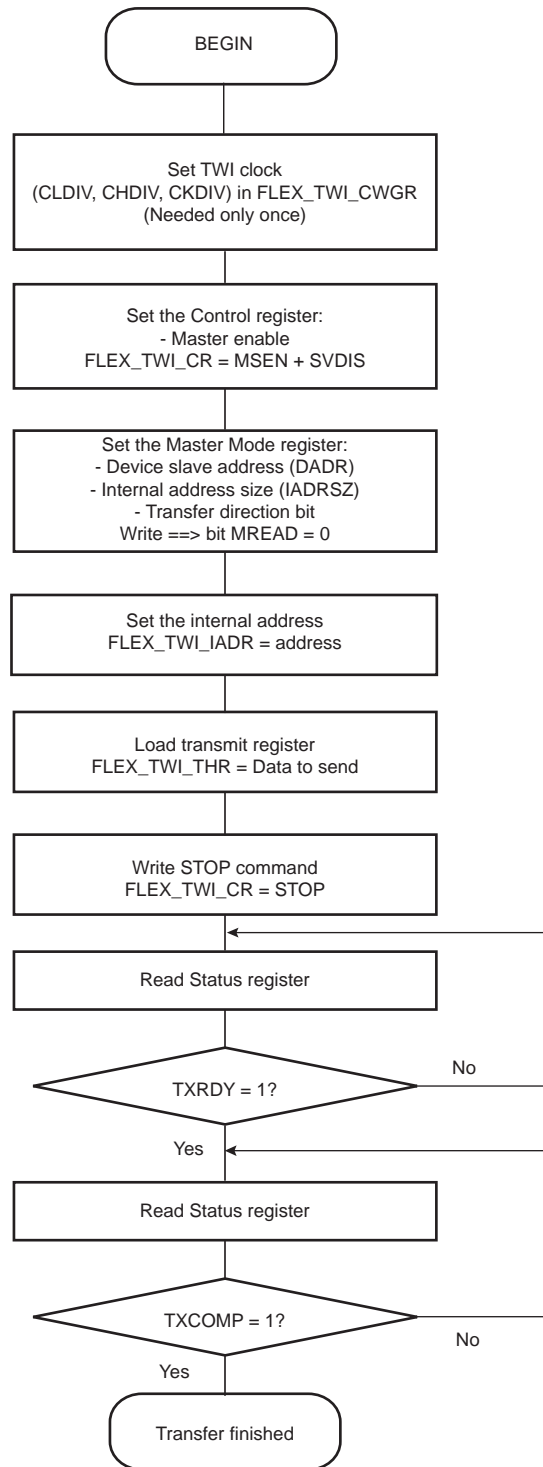 BEGIN
Set TWI clock
(CLDIV, CHDIV, CKDIV) in FLEX_TWI_CWGR
(Needed only once)
Set the Control register:
- Master enable
FLEX_TWI_CR = MSEN + SVDIS
Set the Master Mode register:
- Device slave address (DADR)
- Internal address size (IADRSZ)
- Transfer direction bit
Write ==> bit MREAD = 0
Set the internal address
FLEX_TWI_IADR = address
Load transmit register
FLEX_TWI_THR = Data to send
Write STOP command
FLEX_TWI_CR = STOP
Read Status register
TXRDY = 1?
No
Yes
Read Status register
TXCOMP = 1?
No
Yes
Transfer finished